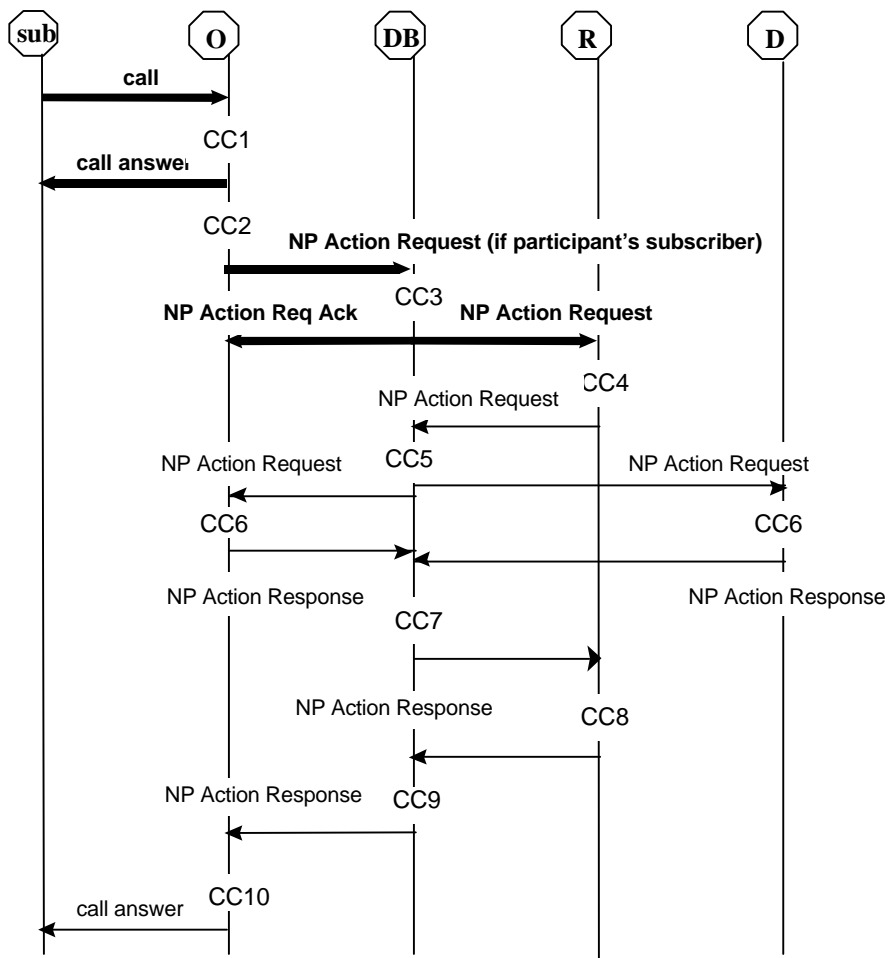 sub O DB R D
call
CC1
call answer
CC2
NP Action Request (if participant's subscriber)
CC3
NP Action Req Ack NP Action Request
CC4
NP Action Request
CC5
NP Action Request NP Action Request
CC6 CC6
NP Action Response NP Action Response
CC7
NP Action Response
CC8
NP Action Response
CC9
CC10
call answer